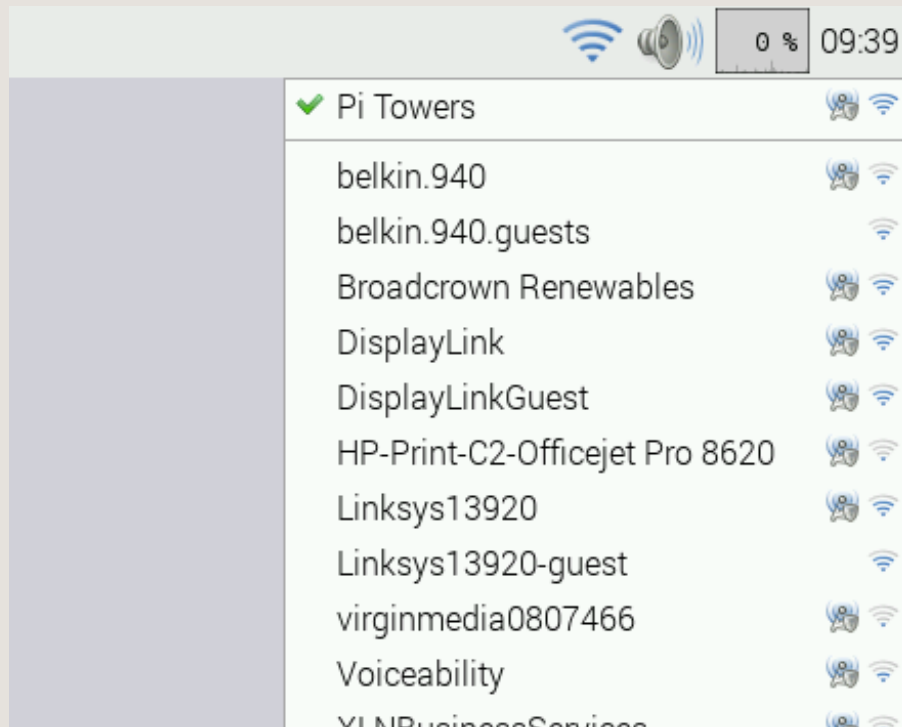 0 % 09:39
Pi Towers
belkin.940
belkin.940.guests
Broadcrown Renewables
DisplayLink
DisplayLinkGuest
HP-Print-C2-Officejet Pro 8620
Linksys13920
Linksys13920-guest
virginmedia0807466
Voiceability